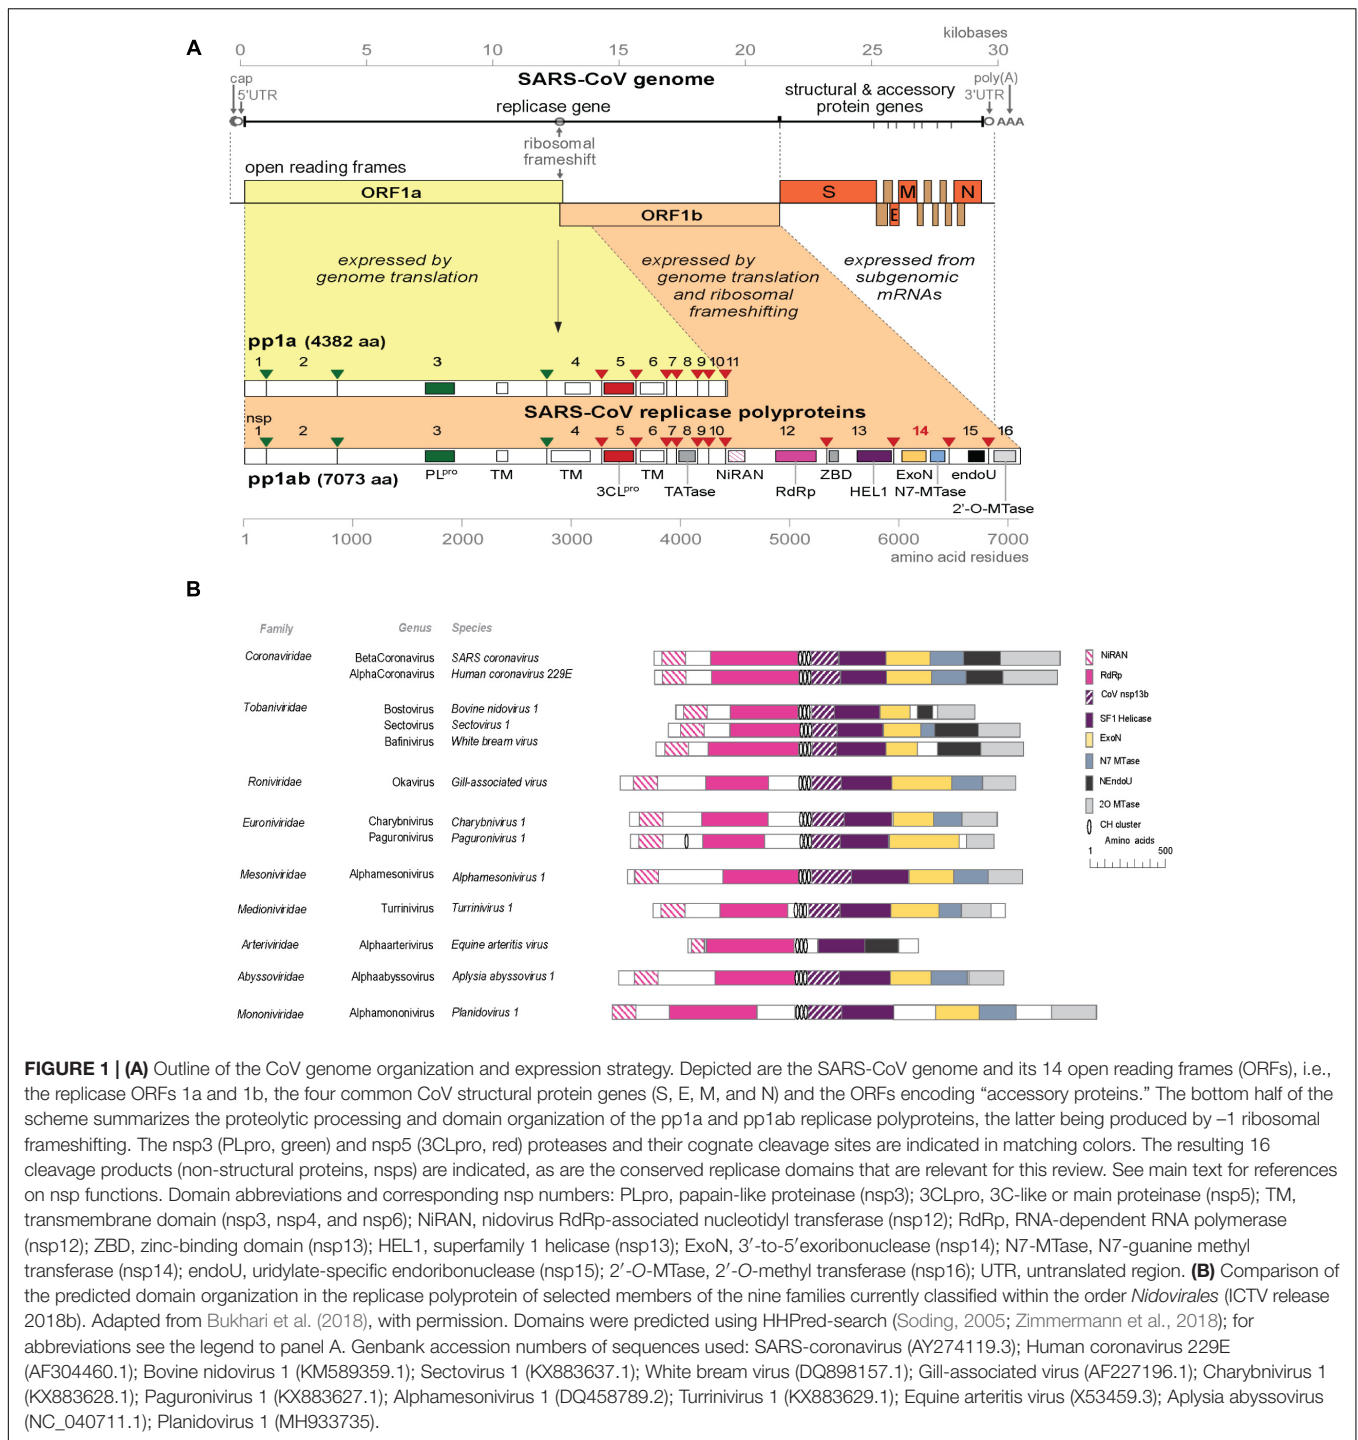 A
kilobases
0 5 10 15 20 25 30
SARS-CoV genome
cap
5'UTR
replicase gene
structural & accessory
protein genes
poly(A)
3'UTR
AAA
ribosomal
frameshift
open reading frames
ORF1a
ORF1b
S E M N
expressed by
genome translation
expressed by
genome translation
and ribosomal
frameshifting
expressed from
subgenomic
mRNAs
pp1a (4382 aa)
1 2 3 4 5 6 7 8 9 10 11
SARS-CoV replicase polyproteins
nsp
1 2 3 4 5 6 7 8 9 10 12 13 14 15 16
pp1ab (7073 aa)
PLpro TM TM TM NiRAN ZBD ExoN endoU
3CLpro TATase RdRp HEL1 N7-MTase
2'-O-MTase
1 1000 2000 3000 4000 5000 6000 7000
amino acid residues
B
Family Genus Species
Coronaviridae BetaCoronavirus SARS coronavirus
AlphaCoronavirus Human coronavirus 229E
Tobaniviridae Bostovirus Bovine nidovirus 1
Sectovirus Sectovirus 1
Bafinivirus White bream virus
Roniviridae Okavirus Gill-associated virus
Euroniviridae Charybnivirus Charybnivirus 1
Paguronivirus Paguronivirus 1
Mesoniviridae Alphamesonivirus Alphamesonivirus 1
Medioniviridae Turrinivirus Turrinivirus 1
Arteriviridae Alphaarterivirus Equine arteritis virus
Abyssoviridae Alphaabyssovirus Aplysia abyssovirus 1
Mononiviridae Alphamononivirus Planidovirus 1
NiRAN
RdRp
CoV nsp13b
SF1 Helicase
ExoN
N7 MTase
NEndoU
2O MTase
CH cluster
Amino acids
1 500
FIGURE 1 | (A) Outline of the CoV genome organization and expression strategy. Depicted are the SARS-CoV genome and its 14 open reading frames (ORFs), i.e.,
the replicase ORFs 1a and 1b, the four common CoV structural protein genes (S, E, M, and N) and the ORFs encoding “accessory proteins.” The bottom half of the
scheme summarizes the proteolytic processing and domain organization of the pp1a and pp1ab replicase polyproteins, the latter being produced by –1 ribosomal
frameshifting. The nsp3 (PLpro, green) and nsp5 (3CLpro, red) proteases and their cognate cleavage sites are indicated in matching colors. The resulting 16
cleavage products (non-structural proteins, nsps) are indicated, as are the conserved replicase domains that are relevant for this review. See main text for references
on nsp functions. Domain abbreviations and corresponding nsp numbers: PLpro, papain-like proteinase (nsp3); 3CLpro, 3C-like or main proteinase (nsp5); TM,
transmembrane domain (nsp3, nsp4, and nsp6); NiRAN, nidovirus RdRp-associated nucleotidyl transferase (nsp12); RdRp, RNA-dependent RNA polymerase
(nsp12); ZBD, zinc-binding domain (nsp13); HEL1, superfamily 1 helicase (nsp13); ExoN, 3′-to-5′exoribonuclease (nsp14); N7-MTase, N7-guanine methyl
transferase (nsp14); endoU, uridylate-specific endoribonuclease (nsp15); 2′-O-MTase, 2′-O-methyl transferase (nsp16); UTR, untranslated region. (B) Comparison of
the predicted domain organization in the replicase polyprotein of selected members of the nine families currently classified within the order Nidovirales (ICTV release
2018b). Adapted from Bukhari et al. (2018), with permission. Domains were predicted using HHPred-search (Soding, 2005; Zimmermann et al., 2018); for
abbreviations see the legend to panel A. Genbank accession numbers of sequences used: SARS-coronavirus (AY274119.3); Human coronavirus 229E
(AF304460.1); Bovine nidovirus 1 (KM589359.1); Sectovirus 1 (KX883637.1); White bream virus (DQ898157.1); Gill-associated virus (AF227196.1); Charybnivirus 1
(KX883628.1); Paguronivirus 1 (KX883627.1); Alphamesonivirus 1 (DQ458789.2); Turrinivirus 1 (KX883629.1); Equine arteritis virus (X53459.3); Aplysia abyssovirus
(NC_040711.1); Planidovirus 1 (MH933735).